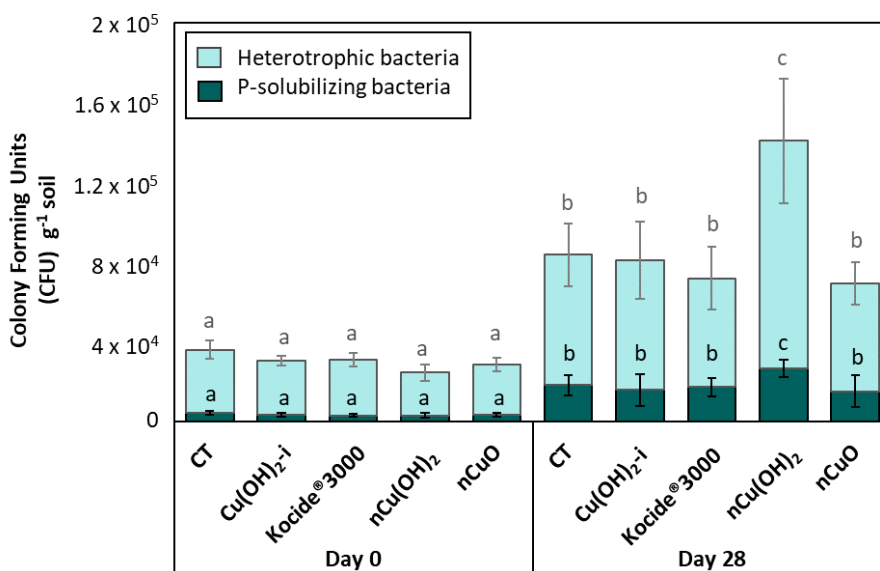 Colony Forming Units
(CFU) g⁻¹ soil
2 x 10⁵
1.6 x 10⁵
1.2 x 10⁵
8 x 10⁴
4 x 10⁴
0
Heterotrophic bacteria
P-solubilizing bacteria
a a a a a
a a a a a
b b b c b
b b b c b
CT Cu(OH)₂-i Kocide®3000 nCu(OH)₂ nCuO CT Cu(OH)₂-i Kocide®3000 nCu(OH)₂ nCuO
Day 0 Day 28